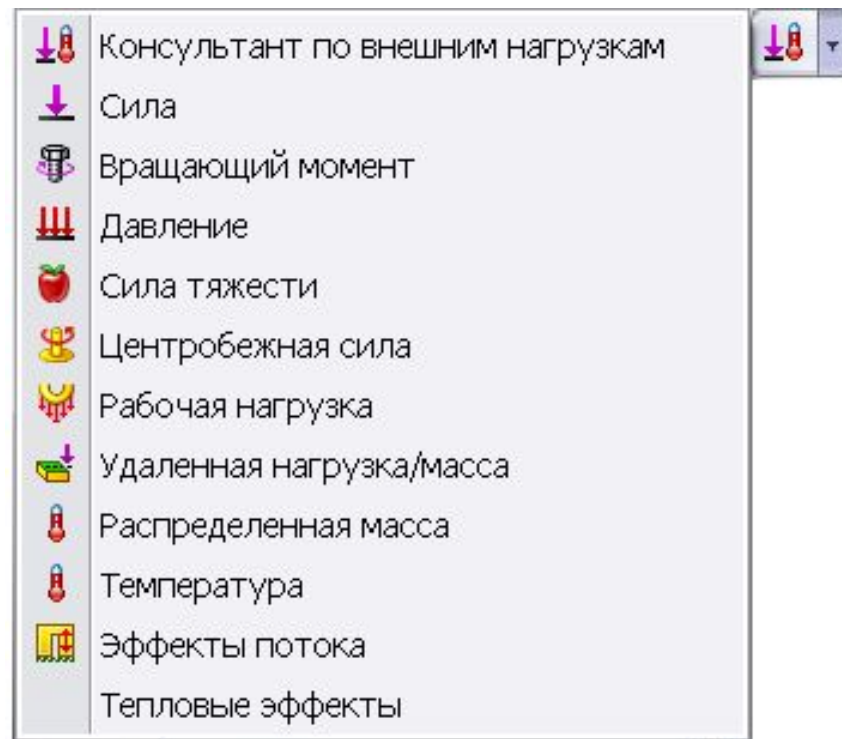 Консультант по внешним нагрузкам
Сила
Вращающий момент
Давление
Сила тяжести
Центробежная сила
Рабочая нагрузка
Удаленная нагрузка/масса
Распределенная масса
Температура
Эффекты потока
Тепловые эффекты